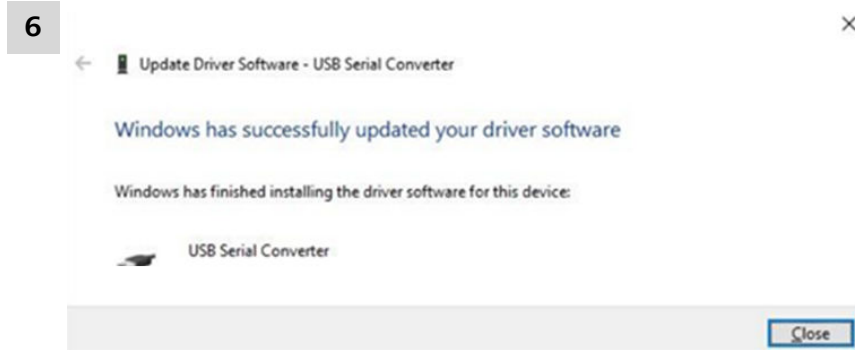 6
Update Driver Software - USB Serial Converter
Windows has successfully updated your driver software
Windows has finished installing the driver software for this device:
USB Serial Converter
Close